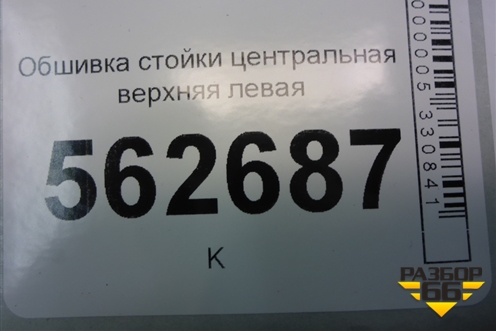 Обшивка стойки центральная
верхняя левая
562687
К
000005330841
РАЗБОР
66